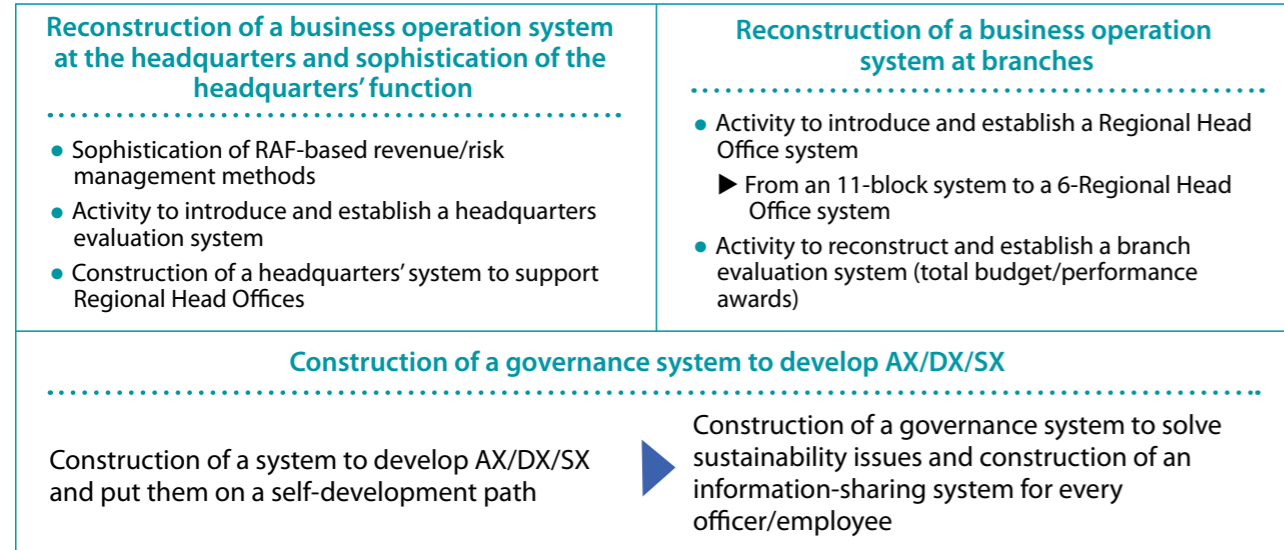 Reconstruction of a business operation system
at the headquarters and sophistication of the
headquarters' function
• Sophistication of RAF-based revenue/risk
management methods
• Activity to introduce and establish a headquarters
evaluation system
• Construction of a headquarters' system to support
Regional Head Offices
Reconstruction of a business operation
system at branches
• Activity to introduce and establish a Regional Head
Office system
▶ From an 11-block system to a 6-Regional Head
Office system
• Activity to reconstruct and establish a branch
evaluation system (total budget/performance
awards)
Construction of a governance system to develop AX/DX/SX
Construction of a system to develop AX/DX/SX
and put them on a self-development path
Construction of a governance system to solve
sustainability issues and construction of an
information-sharing system for every
officer/employee